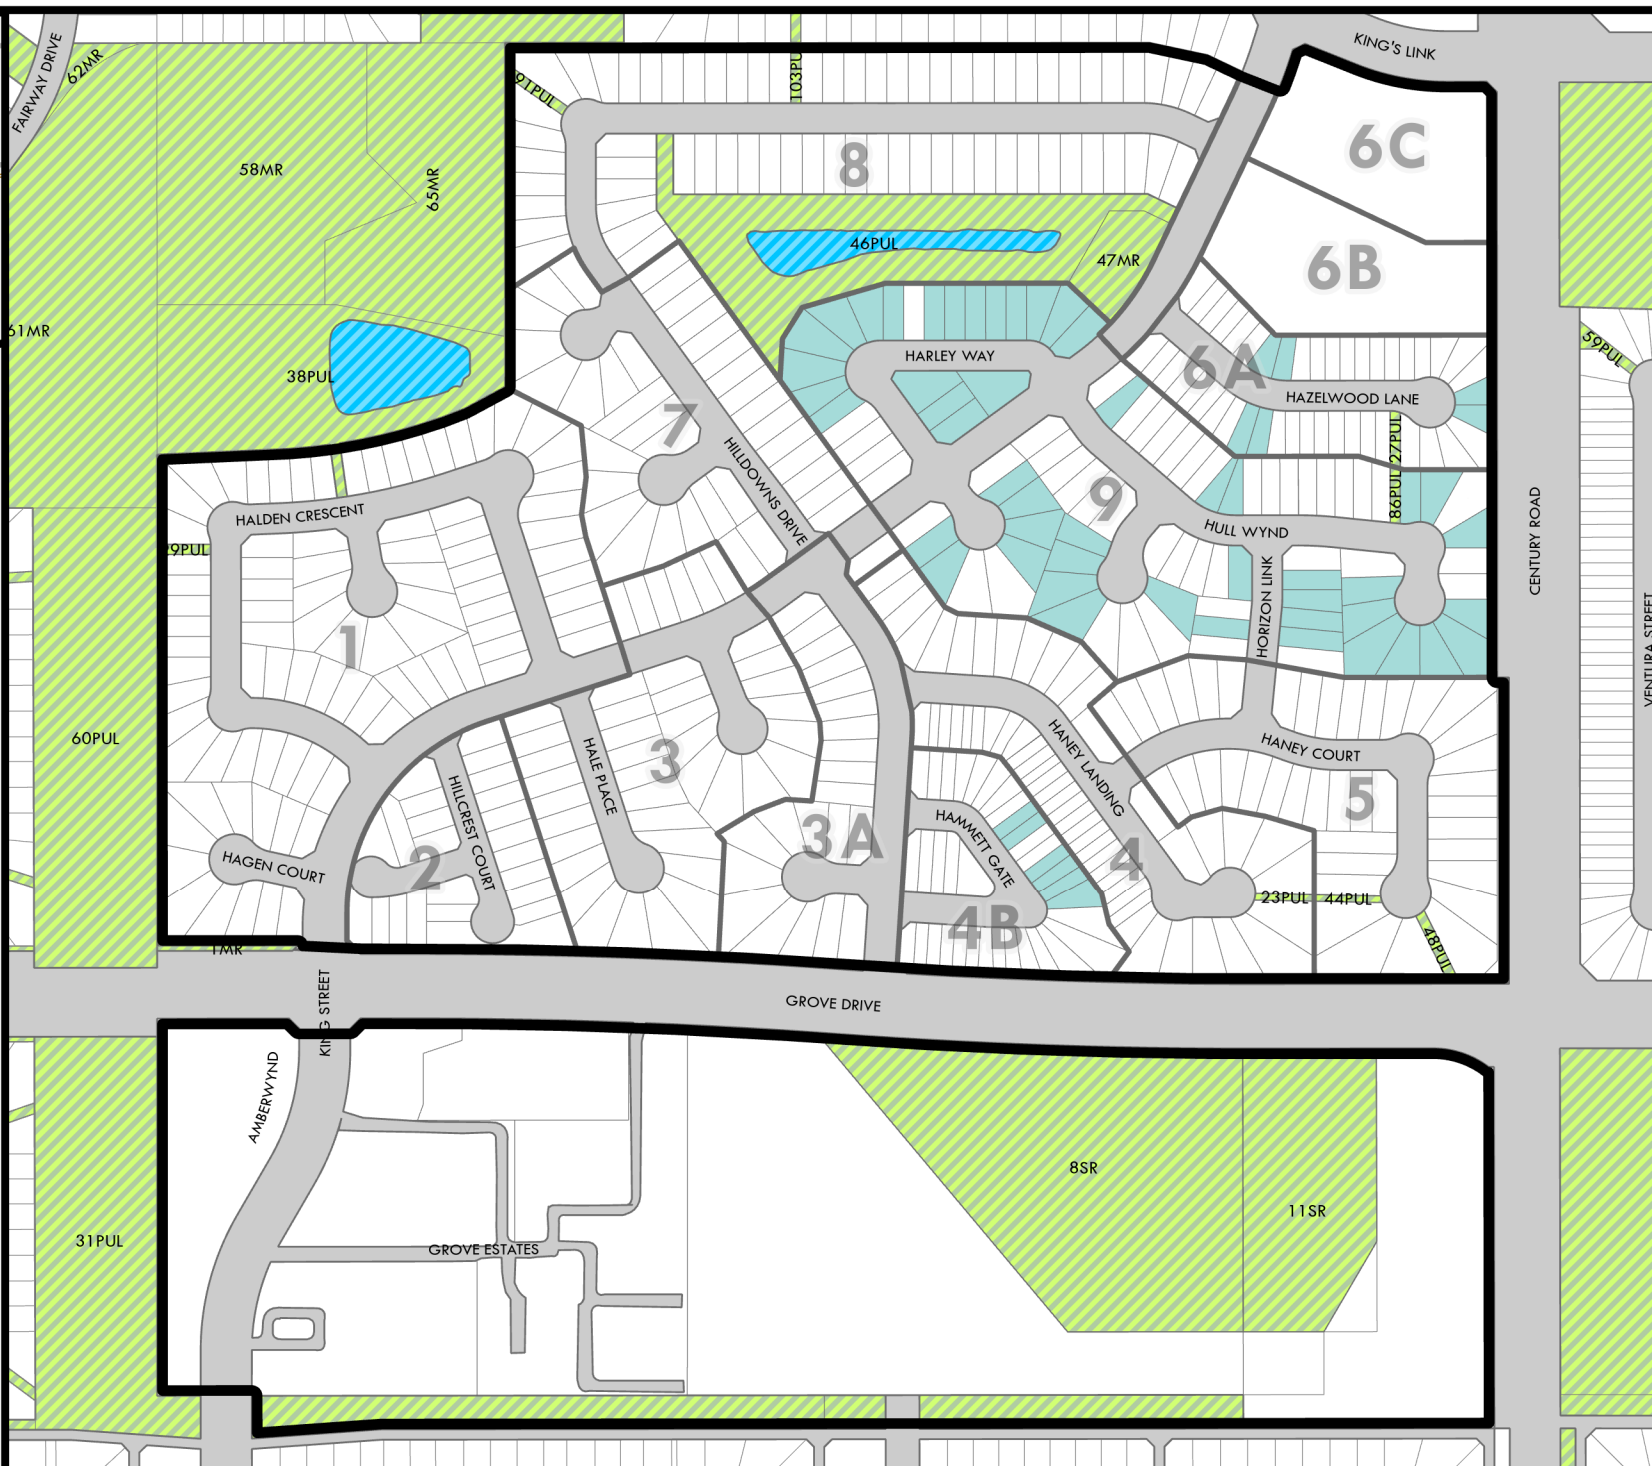 FAIRWAY DRIVE
62MR
91PUL
103PUL
KING'S LINK
58MR
65MR
8
6C
46PUL
47MR
6B
61MR
38PUL
HARLEY WAY
6A
HAZELWOOD LANE
59PUL
7
HILLDOWNS DRIVE
27PUL
86PUL
9
HULL WYND
HALDEN CRESCENT
CENTURY ROAD
HORIZON LINK
1
VENTURA STREET
60PUL
HALE PLACE
3
HANEY LANDING
HANEY COURT
HILLCREST COURT
5
HAMMETT GATE
3A
4
HAGEN COURT
2
23PUL
44PUL
4B
48PUL
1MR
KING STREET
GROVE DRIVE
AMBERWYND
8SR
11SR
31PUL
GROVE ESTATES